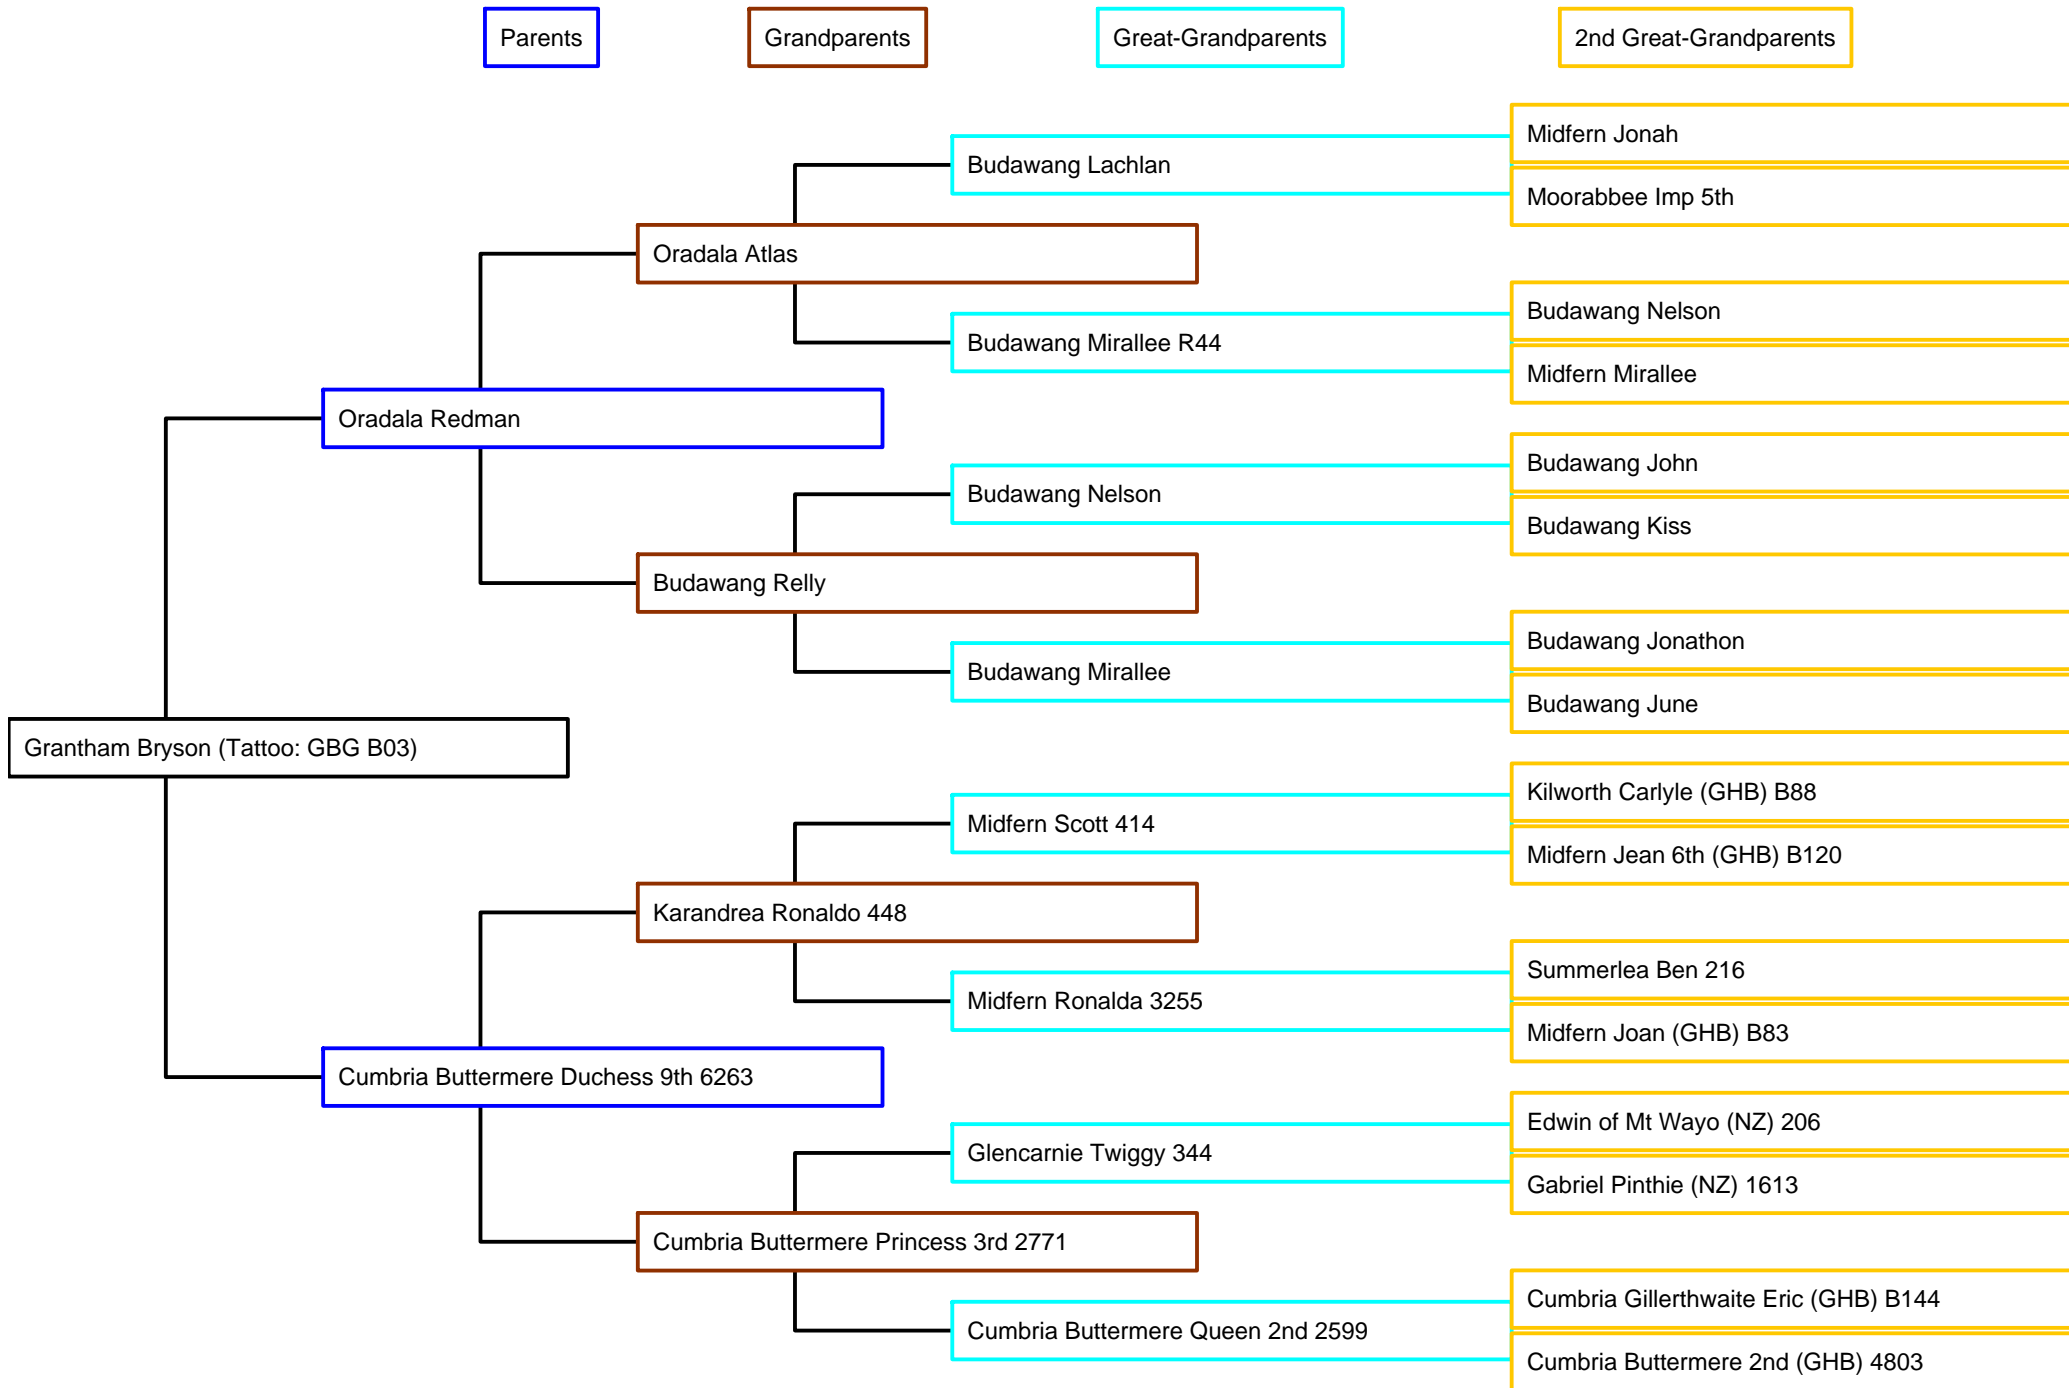 Parents
Grandparents
Great-Grandparents
2nd Great-Grandparents
Midfern Jonah
Budawang Lachlan
Moorabbee Imp 5th
Oradala Atlas
Budawang Nelson
Budawang Mirallee R44
Midfern Mirallee
Oradala Redman
Budawang John
Budawang Nelson
Budawang Kiss
Budawang Relly
Budawang Jonathon
Budawang Mirallee
Budawang June
Grantham Bryson (Tattoo: GBG B03)
Kilworth Carlyle (GHB) B88
Midfern Scott 414
Midfern Jean 6th (GHB) B120
Karandrea Ronaldo 448
Summerlea Ben 216
Midfern Ronalda 3255
Midfern Joan (GHB) B83
Cumbria Buttermere Duchess 9th 6263
Edwin of Mt Wayo (NZ) 206
Glencarnie Twiggy 344
Gabriel Pinthie (NZ) 1613
Cumbria Buttermere Princess 3rd 2771
Cumbria Gillerthwaite Eric (GHB) B144
Cumbria Buttermere Queen 2nd 2599
Cumbria Buttermere 2nd (GHB) 4803